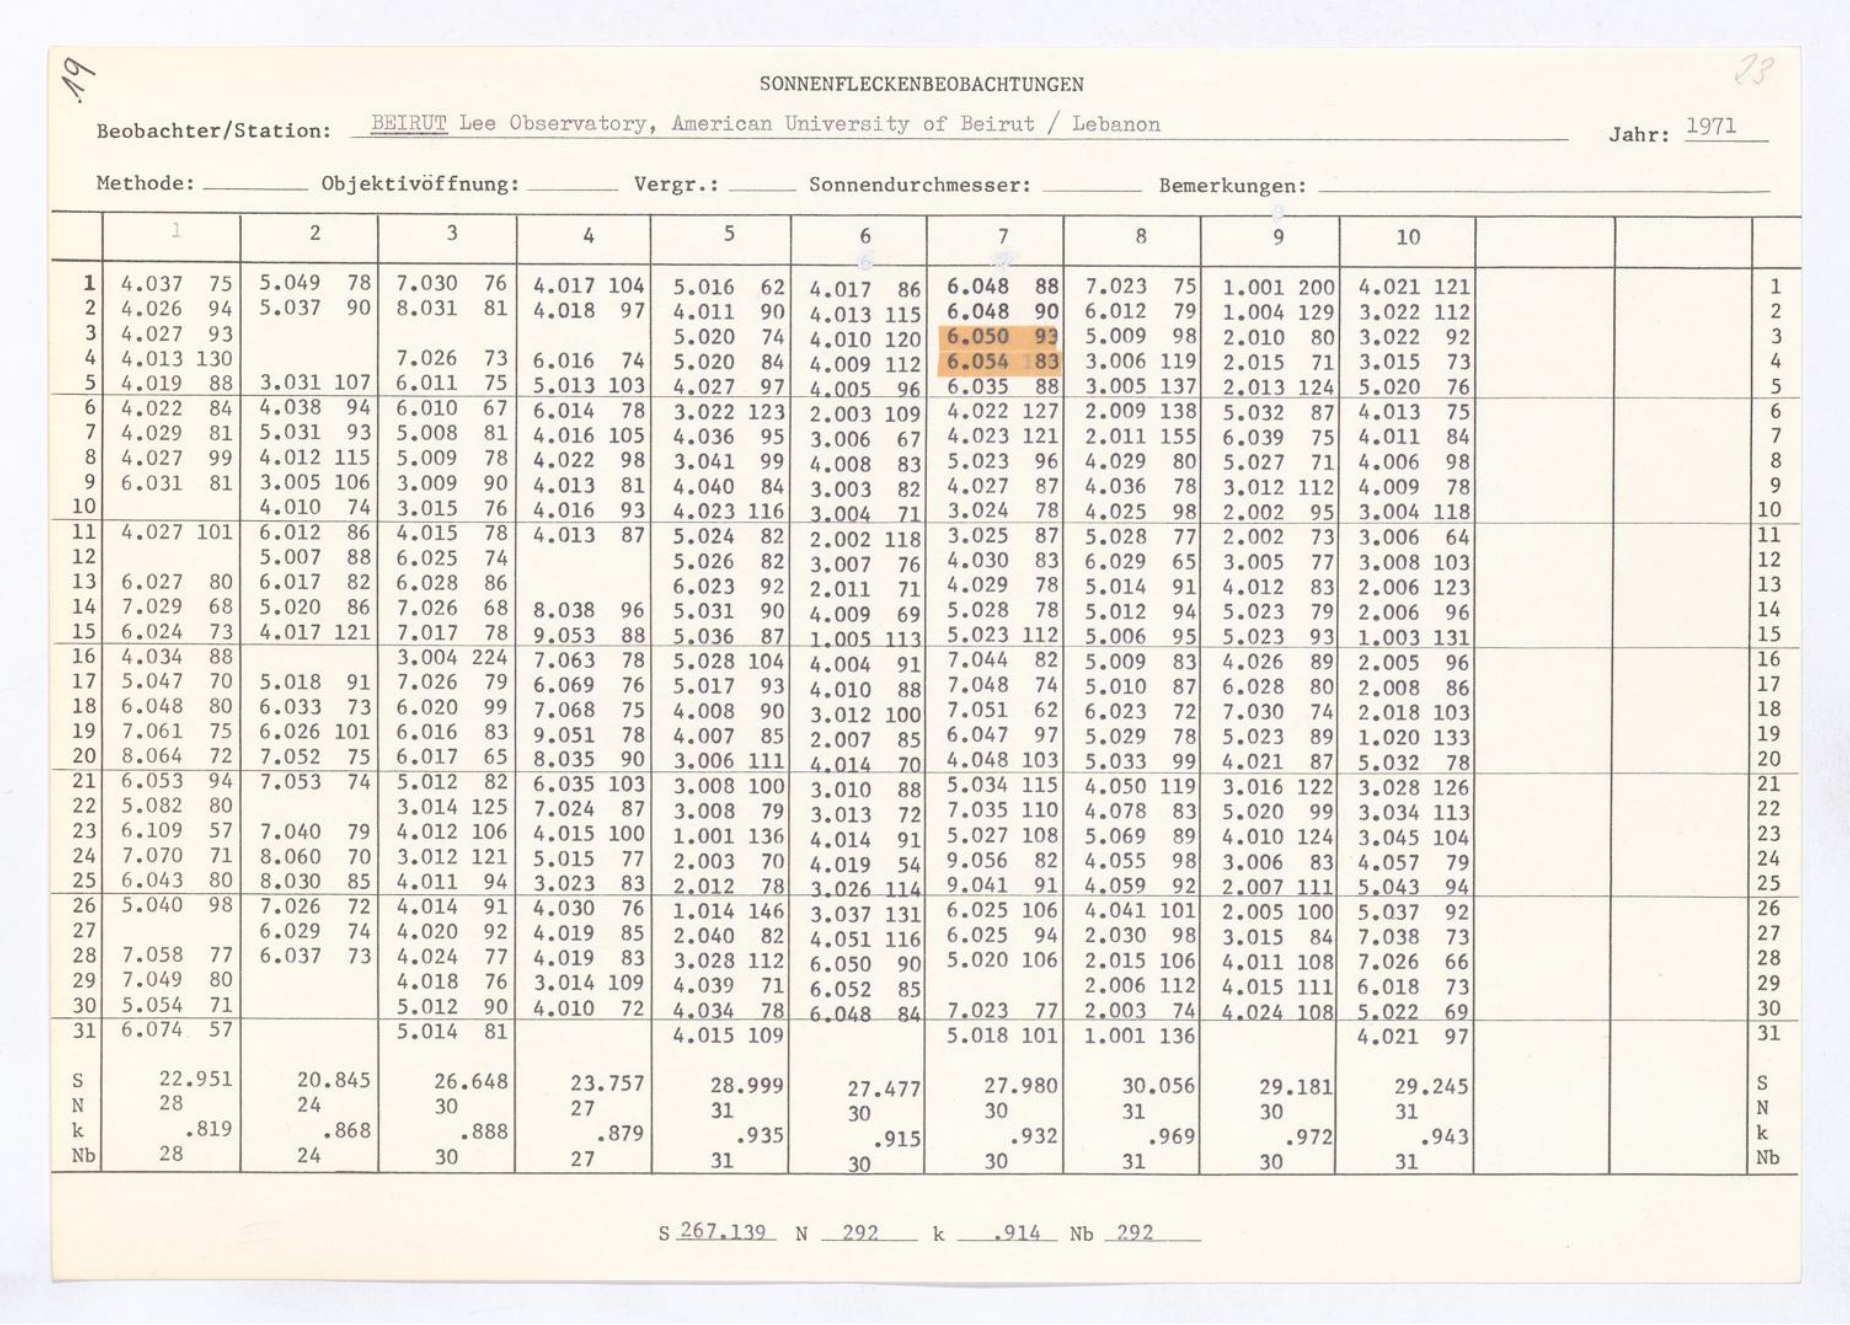 .19
23
SONNENFLECKENBEOBACHTUNGEN
Beobachter/Station: BEIRUT Lee Observatory, American University of Beirut / Lebanon Jahr: 1971
Methode: Objektivöffnung: Vergr.: Sonnendurchmesser: Bemerkungen:
1 2 3 4 5 6 7 8 9 10
1 4.037 75 5.049 78 7.030 76 4.017 104 5.016 62 4.017 86 6.048 88 7.023 75 1.001 200 4.021 121 1
2 4.026 94 5.037 90 8.031 81 4.018 97 4.011 90 4.013 115 6.048 90 6.012 79 1.004 129 3.022 112 2
3 4.027 93 5.020 74 4.010 120 6.050 93 5.009 98 2.010 80 3.022 92 3
4 4.013 130 7.026 73 6.016 74 5.020 84 4.009 112 6.054 83 3.006 119 2.015 71 3.015 73 4
5 4.019 88 3.031 107 6.011 75 5.013 103 4.027 97 4.005 96 6.035 88 3.005 137 2.013 124 5.020 76 5
6 4.022 84 4.038 94 6.010 67 6.014 78 3.022 123 2.003 109 4.022 127 2.009 138 5.032 87 4.013 75 6
7 4.029 81 5.031 93 5.008 81 4.016 105 4.036 95 3.006 67 4.023 121 2.011 155 6.039 75 4.011 84 7
8 4.027 99 4.012 115 5.009 78 4.022 98 3.041 99 4.008 83 5.023 96 4.029 80 5.027 71 4.006 98 8
9 6.031 81 3.005 106 3.009 90 4.013 81 4.040 84 3.003 82 4.027 87 4.036 78 3.012 112 4.009 78 9
10 4.010 74 3.015 76 4.016 93 4.023 116 3.004 71 3.024 78 4.025 98 2.002 95 3.004 118 10
11 4.027 101 6.012 86 4.015 78 4.013 87 5.024 82 2.002 118 3.025 87 5.028 77 2.002 73 3.006 64 11
12 5.007 88 6.025 74 5.026 82 3.007 76 4.030 83 6.029 65 3.005 77 3.008 103 12
13 6.027 80 6.017 82 6.028 86 6.023 92 2.011 71 4.029 78 5.014 91 4.012 83 2.006 123 13
14 7.029 68 5.020 86 7.026 68 8.038 96 5.031 90 4.009 69 5.028 78 5.012 94 5.023 79 2.006 96 14
15 6.024 73 4.017 121 7.017 78 9.053 88 5.036 87 1.005 113 5.023 112 5.006 95 5.023 93 1.003 131 15
16 4.034 88 3.004 224 7.063 78 5.028 104 4.004 91 7.044 82 5.009 83 4.026 89 2.005 96 16
17 5.047 70 5.018 91 7.026 79 6.069 76 5.017 93 4.010 88 7.048 74 5.010 87 6.028 80 2.008 86 17
18 6.048 80 6.033 73 6.020 99 7.068 75 4.008 90 3.012 100 7.051 62 6.023 72 7.030 74 2.018 103 18
19 7.061 75 6.026 101 6.016 83 9.051 78 4.007 85 2.007 85 6.047 97 5.029 78 5.023 89 1.020 133 19
20 8.064 72 7.052 75 6.017 65 8.035 90 3.006 111 4.014 70 4.048 103 5.033 99 4.021 87 5.032 78 20
21 6.053 94 7.053 74 5.012 82 6.035 103 3.008 100 3.010 88 5.034 115 4.050 119 3.016 122 3.028 126 21
22 5.082 80 3.014 125 7.024 87 3.008 79 3.013 72 7.035 110 4.078 83 5.020 99 3.034 113 22
23 6.109 57 7.040 79 4.012 106 4.015 100 1.001 136 4.014 91 5.027 108 5.069 89 4.010 124 3.045 104 23
24 7.070 71 8.060 70 3.012 121 5.015 77 2.003 70 4.019 54 9.056 82 4.055 98 3.006 83 4.057 79 24
25 6.043 80 8.030 85 4.011 94 3.023 83 2.012 78 3.026 114 9.041 91 4.059 92 2.007 111 5.043 94 25
26 5.040 98 7.026 72 4.014 91 4.030 76 1.014 146 3.037 131 6.025 106 4.041 101 2.005 100 5.037 92 26
27 6.029 74 4.020 92 4.019 85 2.040 82 4.051 116 6.025 94 2.030 98 3.015 84 7.038 73 27
28 7.058 77 6.037 73 4.024 77 4.019 83 3.028 112 6.050 90 5.020 106 2.015 106 4.011 108 7.026 66 28
29 7.049 80 4.018 76 3.014 109 4.039 71 6.052 85 2.006 112 4.015 111 6.018 73 29
30 5.054 71 5.012 90 4.010 72 4.034 78 6.048 84 7.023 77 2.003 74 4.024 108 5.022 69 30
31 6.074 57 5.014 81 4.015 109 5.018 101 1.001 136 4.021 97 31
S 22.951 20.845 26.648 23.757 28.999 27.477 27.980 30.056 29.181 29.245 S
N 28 24 30 27 31 30 30 31 30 31 N
k .819 .868 .888 .879 .935 .915 .932 .969 .972 .943 k
Nb 28 24 30 27 31 30 30 31 30 31 Nb
S 267.139 N 292 k .914 Nb 292